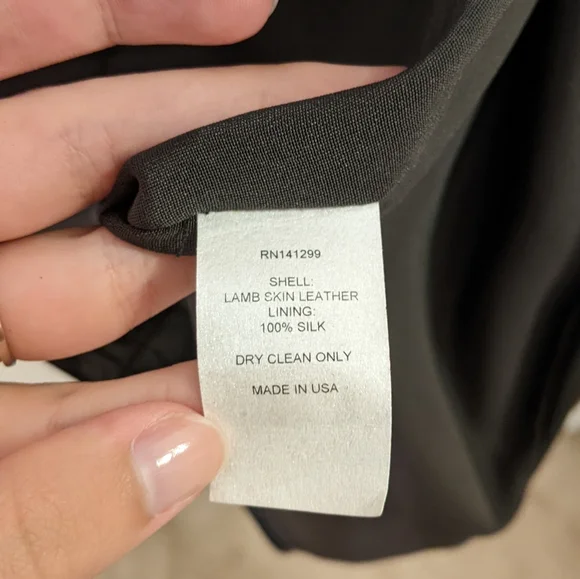 RN141299
SHELL:
LAMB SKIN LEATHER
LINING:
100% SILK
DRY CLEAN ONLY
MADE IN USA